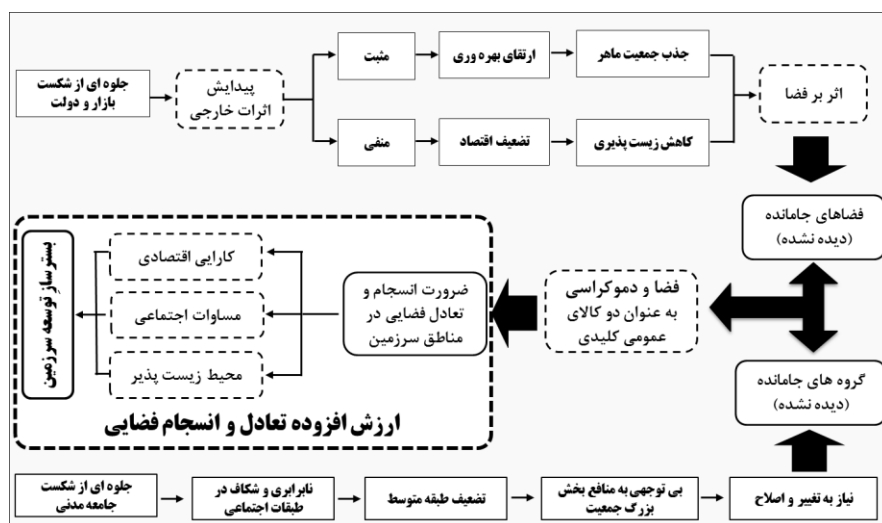 جلوه ای از شکست
بازار و دولت
پیدایش
اثرات خارجی
مثبت
ارتقای بهره وری
جذب جمعیت ماهر
منفی
تضعیف اقتصاد
کاهش زیست پذیری
اثر بر فضا
فضاهای جامانده
(دیده نشده)
گروه های جامانده
(دیده نشده)
فضا و دموکراسی
به عنوان دو کالای
عمومی کلیدی
ضرورت انسجام و
تعادل فضایی در
مناطق سرزمین
کارایی اقتصادی
مساوات اجتماعی
محیط زیست پذیر
بسترسازِ توسعه سرزمین
ارزش افزوده تعادل و انسجام فضایی
جلوه ای از شکست
جامعه مدنی
نابرابری و شکاف در
طبقات اجتماعی
تضعیف طبقه متوسط
بی توجهی به منافع بخش
بزرگ جمعیت
نیاز به تغییر و اصلاح